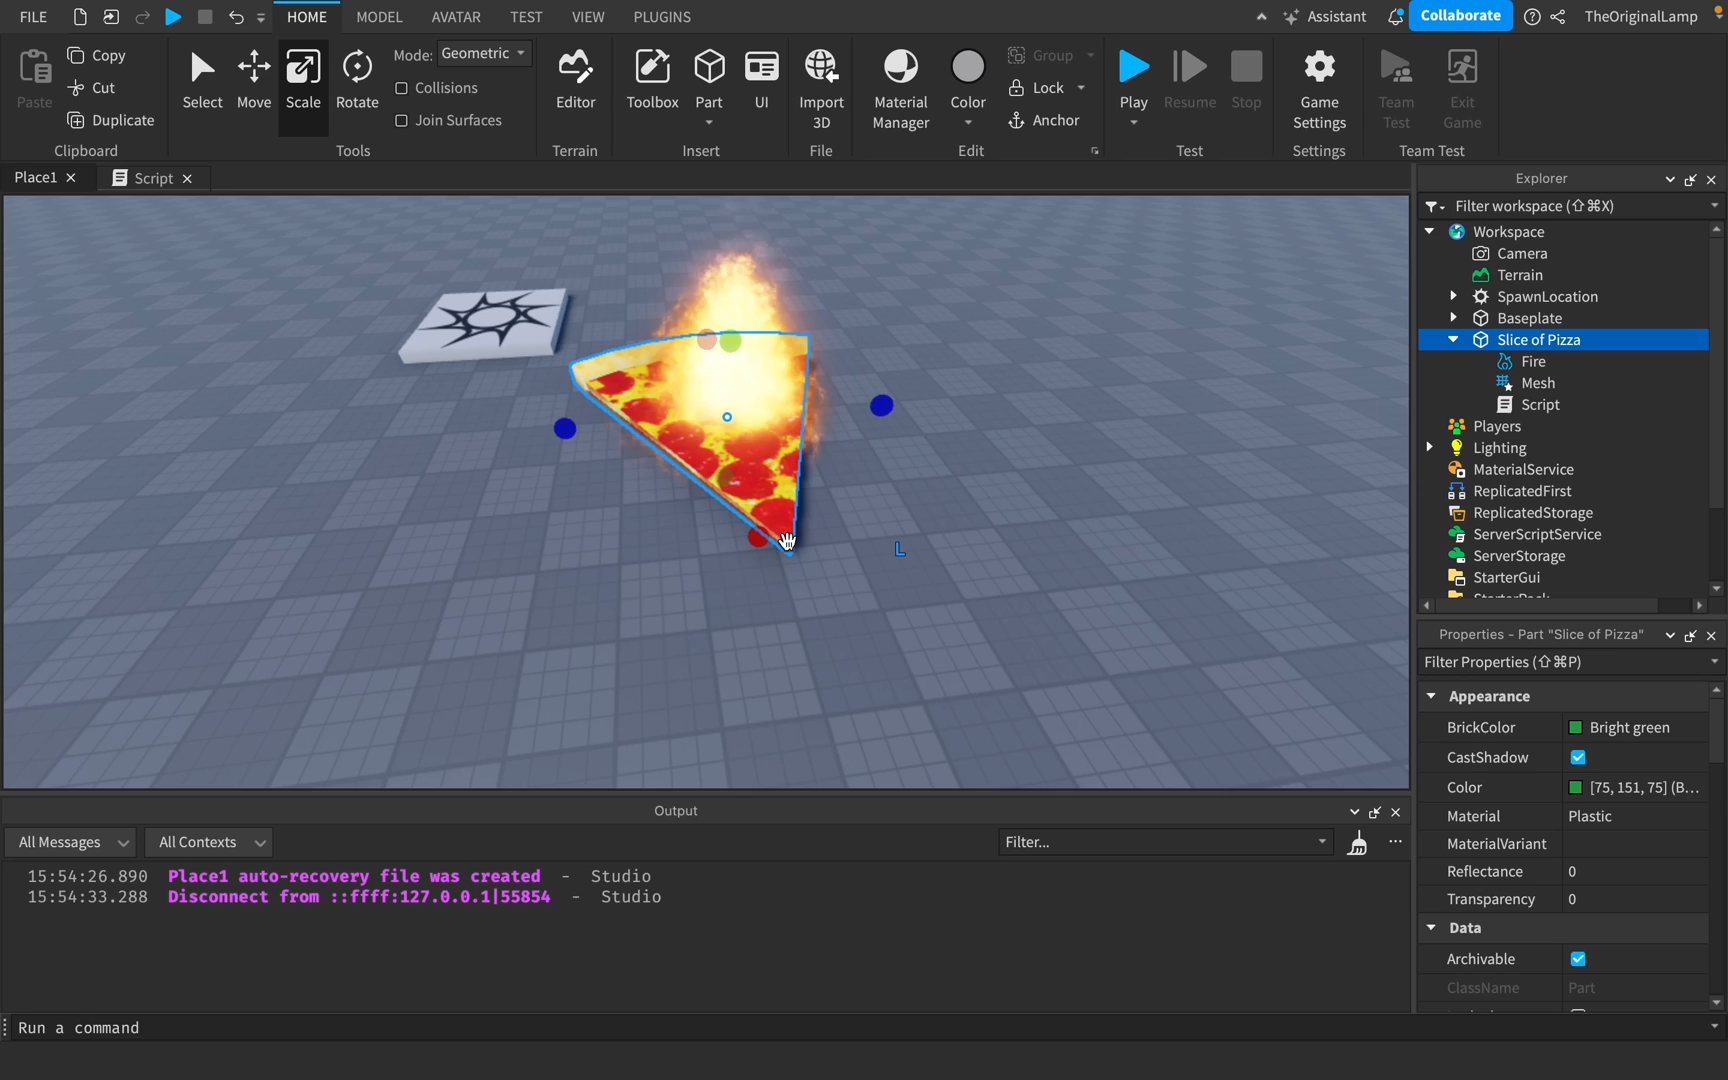 FILE HOME MODEL AVATAR TEST VIEW PLUGINS Assistant Collaborate TheOriginalLamp
Paste
Copy
Cut
Duplicate
Clipboard
Select Move Scale Rotate
Mode: Geometric
Collisions
Join Surfaces
Tools
Editor
Terrain
Toolbox Part UI
Insert
Import
3D
File
Material
Manager
Color
Group
Lock
Anchor
Edit
Play Resume Stop
Test
Game
Settings
Settings
Team
Test
Exit
Game
Team Test
Place1 Script
Explorer
Filter workspace (⇧⌘X)
Workspace
Camera
Terrain
SpawnLocation
Baseplate
Slice of Pizza
Fire
Mesh
Script
Players
Lighting
MaterialService
ReplicatedFirst
ReplicatedStorage
ServerScriptService
ServerStorage
StarterGui
StarterPack
L
Properties - Part "Slice of Pizza"
Filter Properties (⇧⌘P)
Appearance
BrickColor Bright green
CastShadow
Color [75, 151, 75] (B...
Material Plastic
MaterialVariant
Reflectance 0
Transparency 0
Data
Archivable
ClassName Part
Output
All Messages All Contexts Filter...
15:54:26.890 Place1 auto-recovery file was created - Studio
15:54:33.288 Disconnect from ::ffff:127.0.0.1|55854 - Studio
Run a command